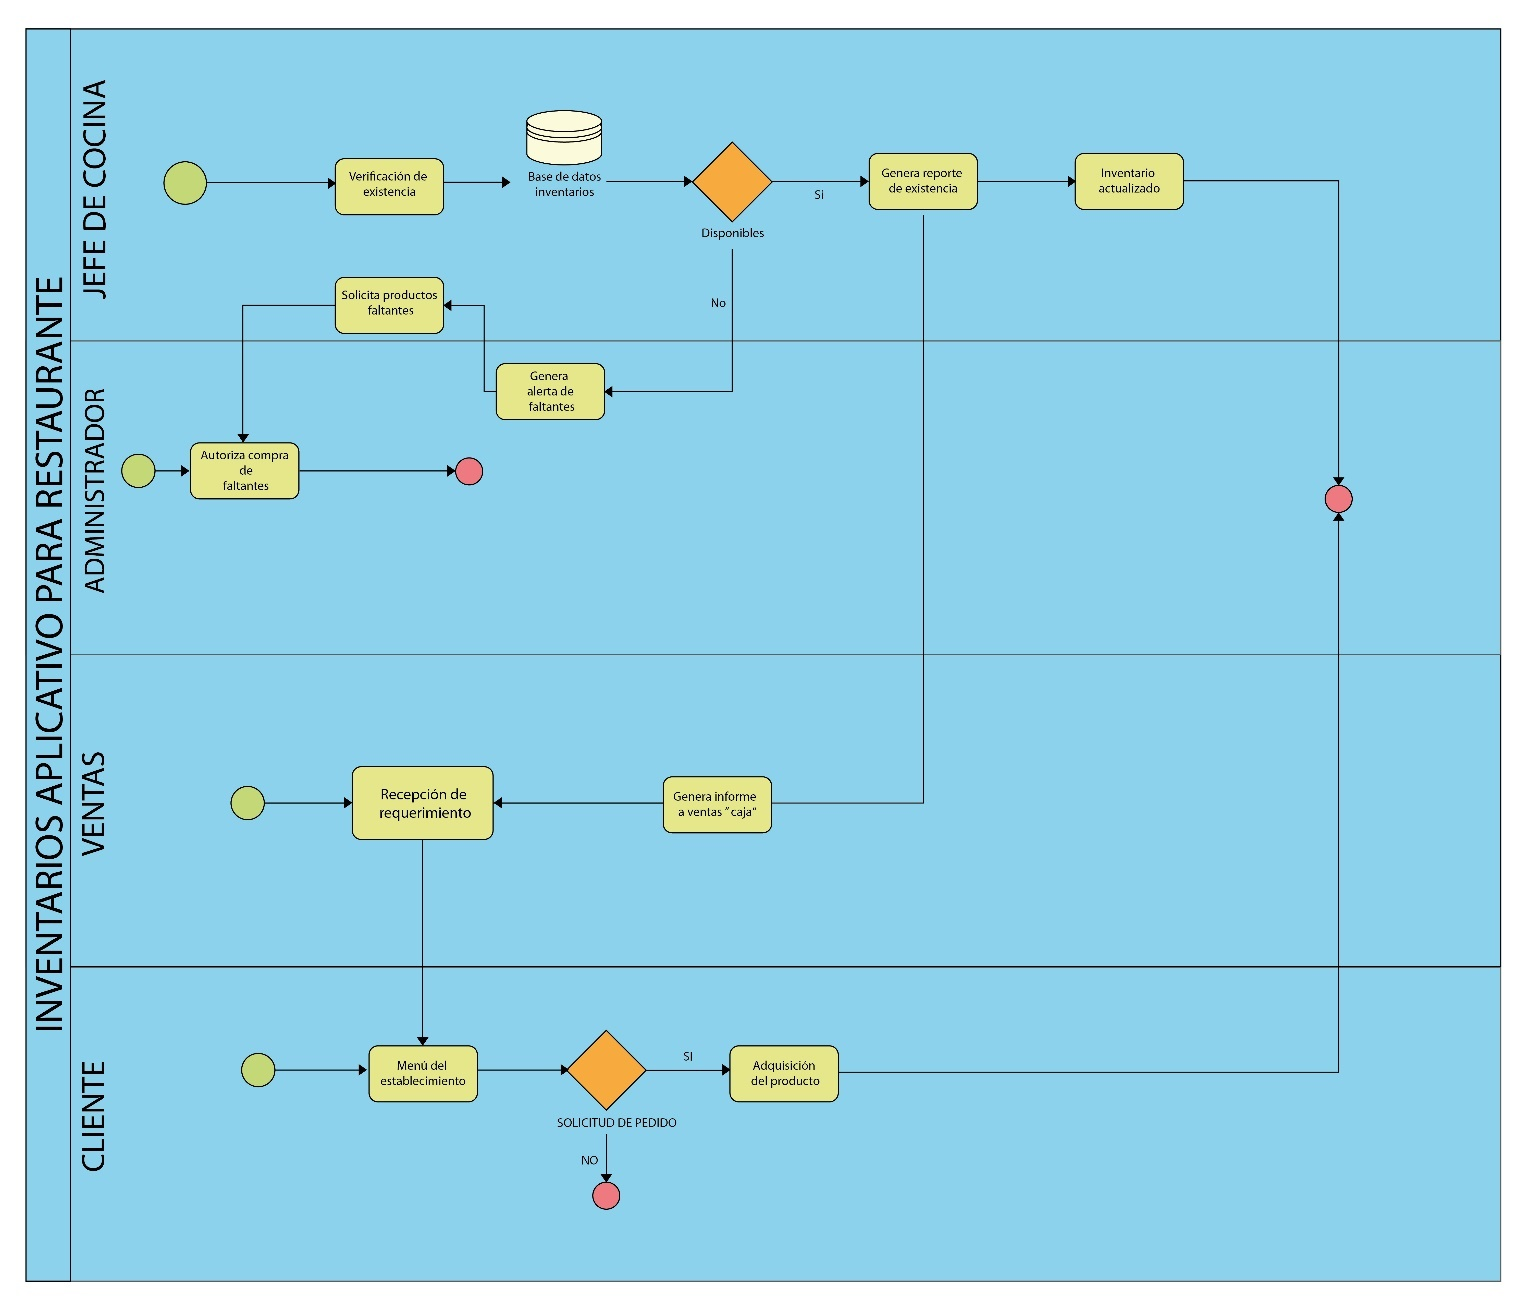 INVENTARIOS APLICATIVO PARA RESTAURANTE
JEFE DE COCINA
Verificación de
existencia
Base de datos
inventarios
Disponibles
Si
No
Genera reporte
de existencia
Inventario
actualizado
Solicita productos
faltantes
ADMINISTRADOR
Genera
alerta de
faltantes
Autoriza compra
de
faltantes
VENTAS
Recepción de
requerimiento
Genera informe
a ventas "caja"
CLIENTE
Menú del
establecimiento
SOLICITUD DE PEDIDO
SI
NO
Adquisición
del producto